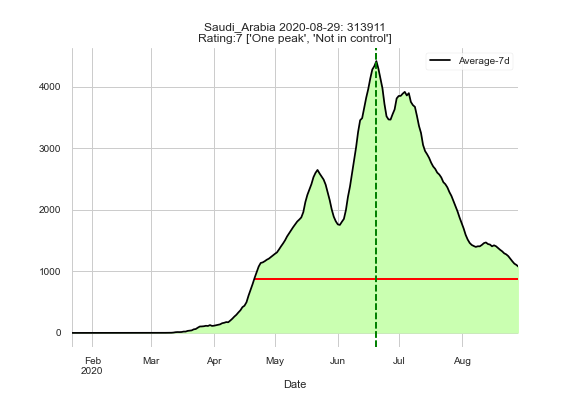 Saudi_Arabia 2020-08-29: 313911
Rating:7 ['One peak', 'Not in control']
Average-7d
4000
3000
2000
1000
0
Feb Mar Apr May Jun Jul Aug
2020
Date